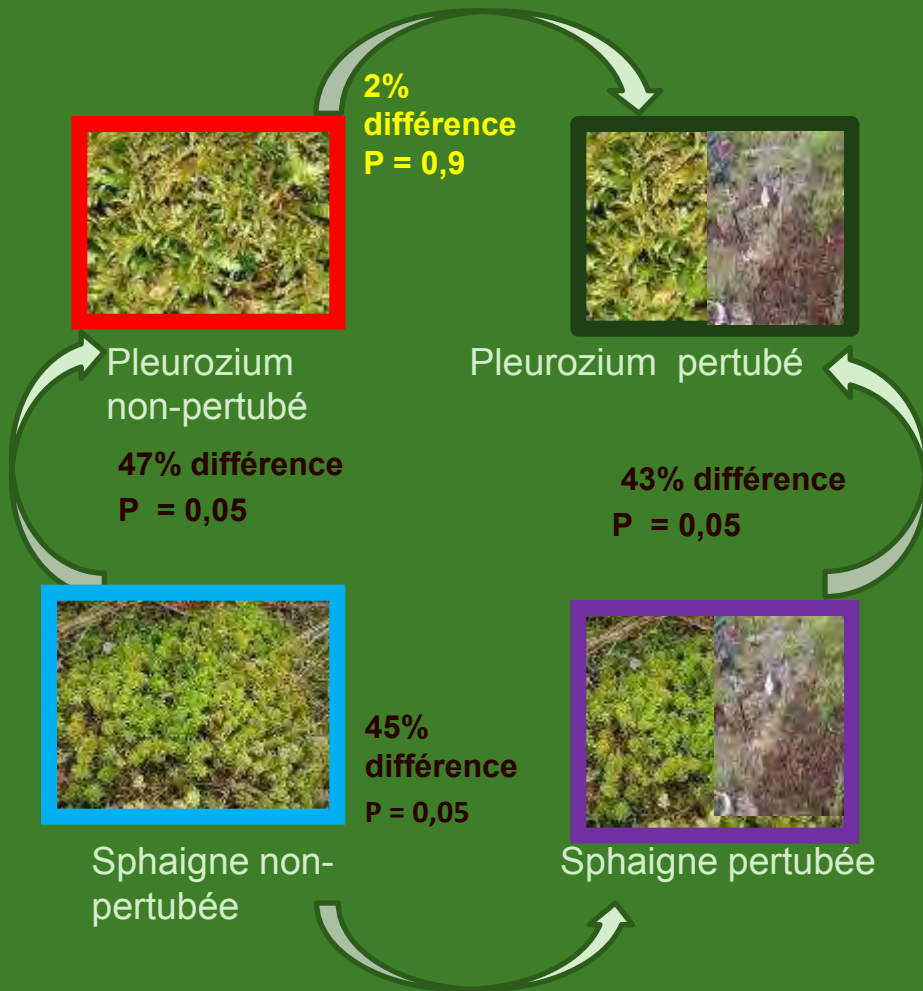 2%
différence
P = 0,9
Pleurozium
non-pertubé
Pleurozium pertubé
47% différence
P = 0,05
43% différence
P = 0,05
45%
différence
P = 0,05
Sphaigne non-
pertubée
Sphaigne pertubée